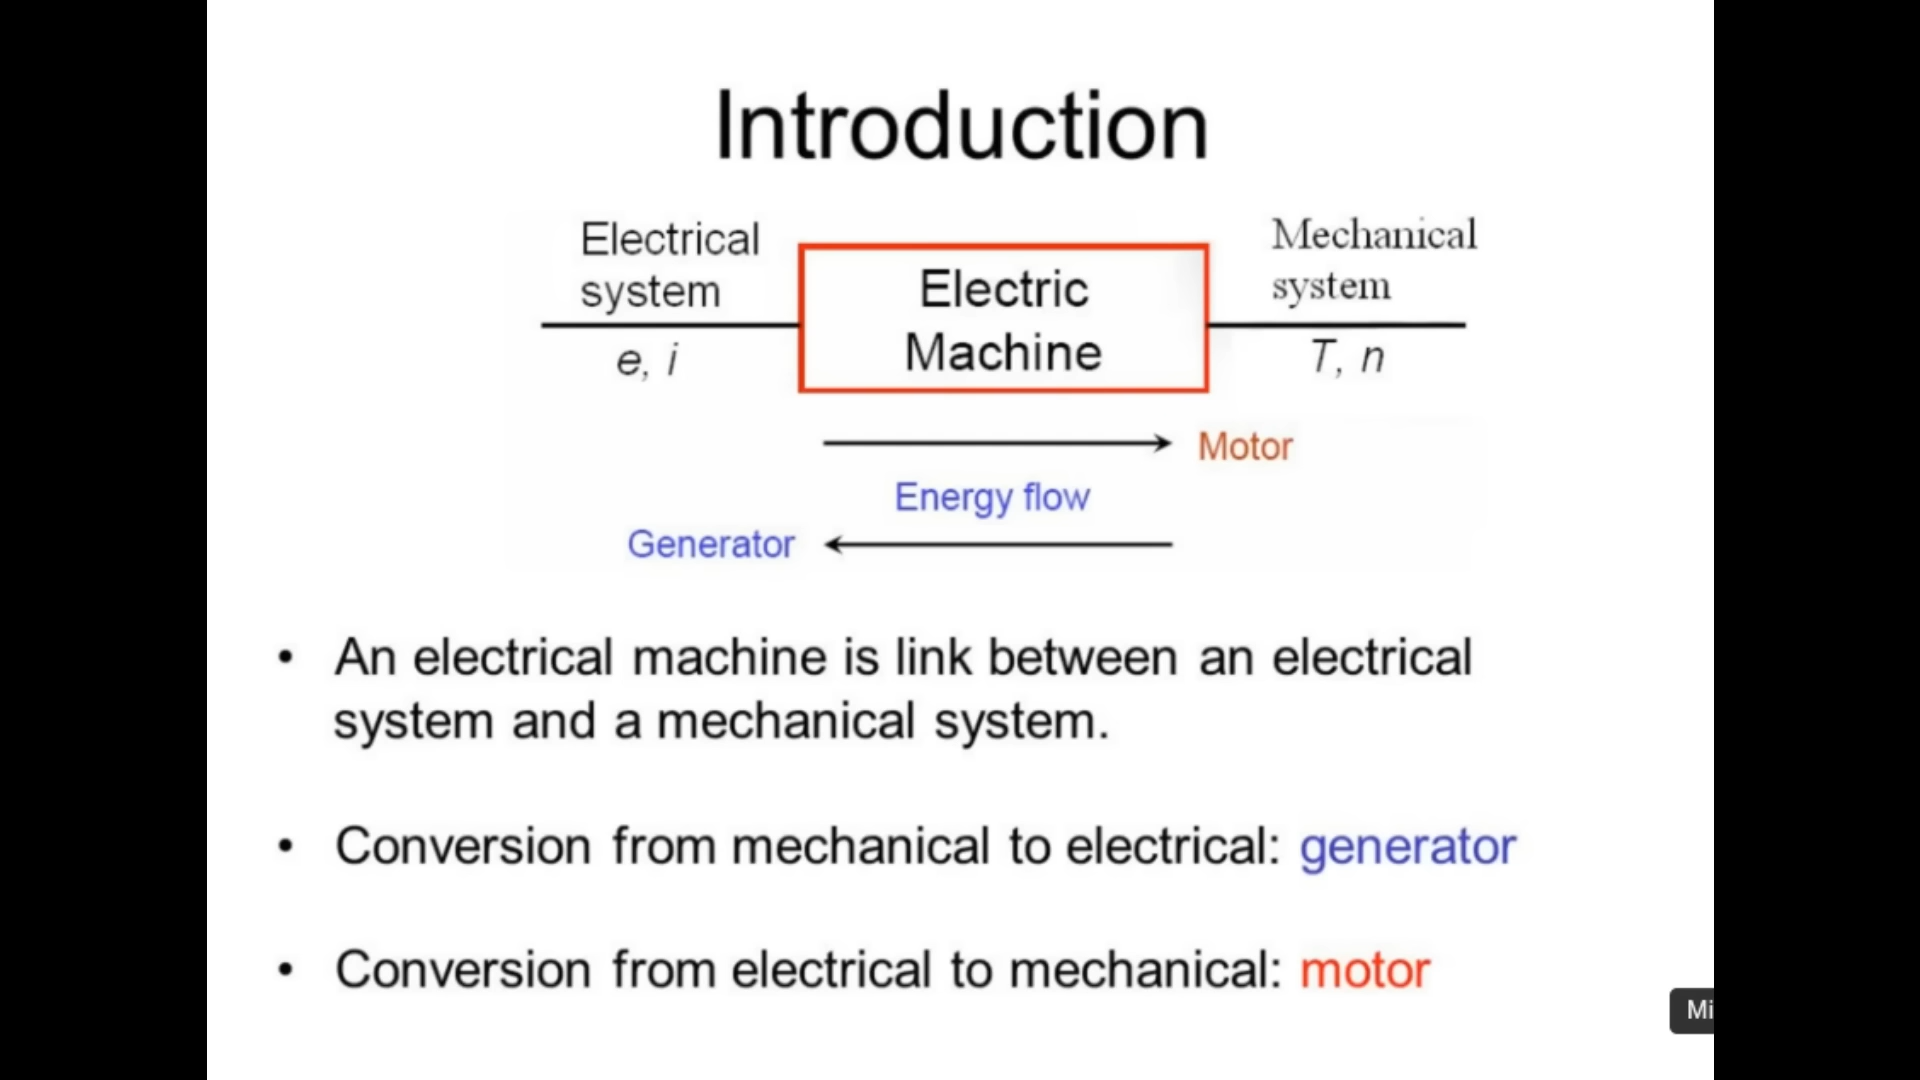 Introduction
Electrical
system
e, i
Electric
Machine
Mechanical
system
T, n
Motor
Energy flow
Generator
• An electrical machine is link between an electrical
system and a mechanical system.
• Conversion from mechanical to electrical: generator
• Conversion from electrical to mechanical: motor
Mi